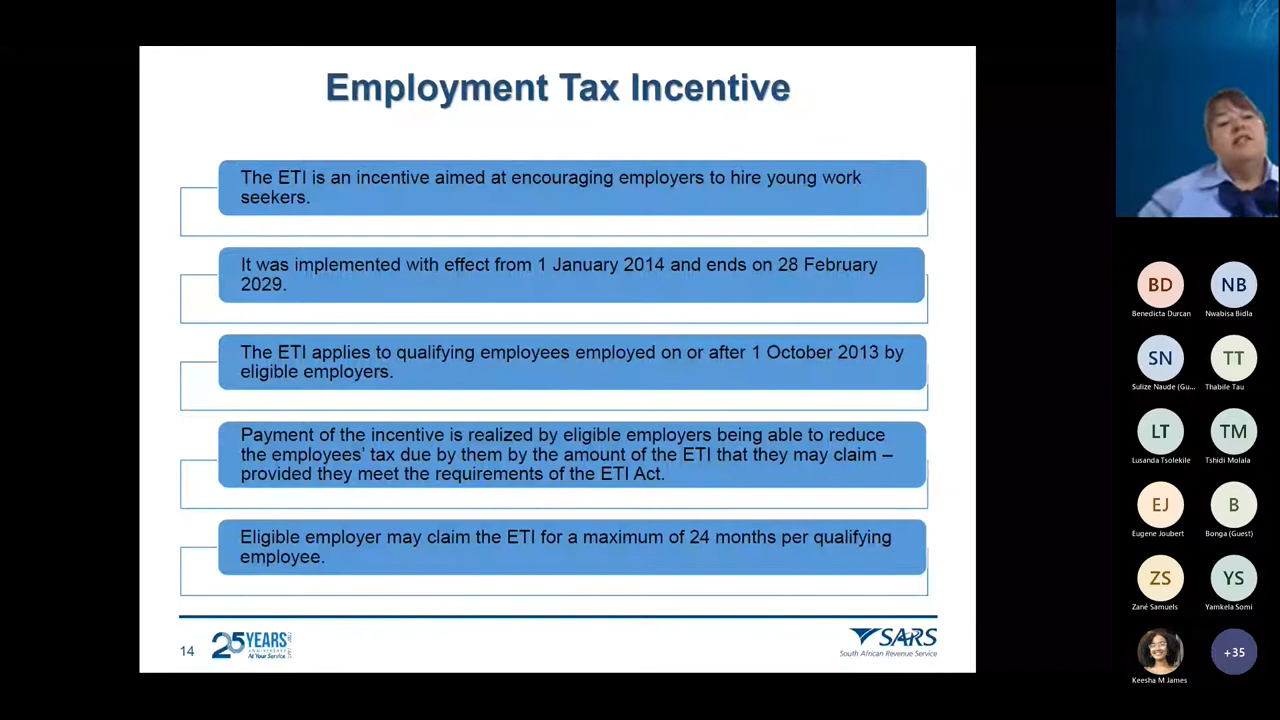 Employment Tax Incentive
The ETI is an incentive aimed at encouraging employers to hire young work
seekers.
It was implemented with effect from 1 January 2014 and ends on 28 February
2029.
The ETI applies to qualifying employees employed on or after 1 October 2013 by
eligible employers.
Payment of the incentive is realized by eligible employers being able to reduce
the employees' tax due by them by the amount of the ETI that they may claim –
provided they meet the requirements of the ETI Act.
Eligible employer may claim the ETI for a maximum of 24 months per qualifying
employee.
14
25 YEARS
ANNIVERSARY
At Your Service
SARS
South African Revenue Service
BD
NB
Benedicta Durcan
Nwabisa Bidla
SN
TT
Sulize Naude (Gu...
Thabile Tau
LT
TM
Lusanda Tsolekile
Tshidi Molala
EJ
B
Eugene Joubert
Bonga (Guest)
ZS
YS
Zané Samuels
Yamkela Somi
+35
Keesha M James